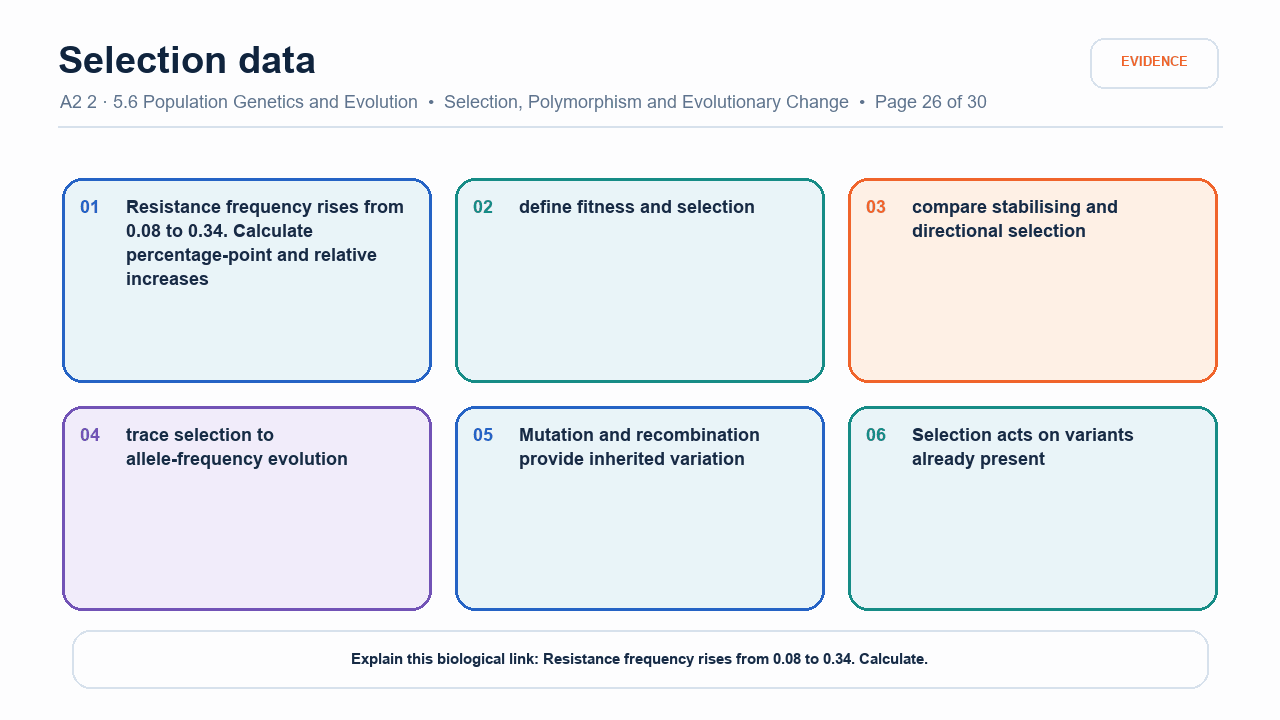 Selection data
EVIDENCE
A2 2 · 5.6 Population Genetics and Evolution • Selection, Polymorphism and Evolutionary Change • Page 26 of 30
01 Resistance frequency rises from
0.08 to 0.34. Calculate
percentage-point and relative
increases
02 define fitness and selection
03 compare stabilising and
directional selection
04 trace selection to
allele-frequency evolution
05 Mutation and recombination
provide inherited variation
06 Selection acts on variants
already present
Explain this biological link: Resistance frequency rises from 0.08 to 0.34. Calculate.